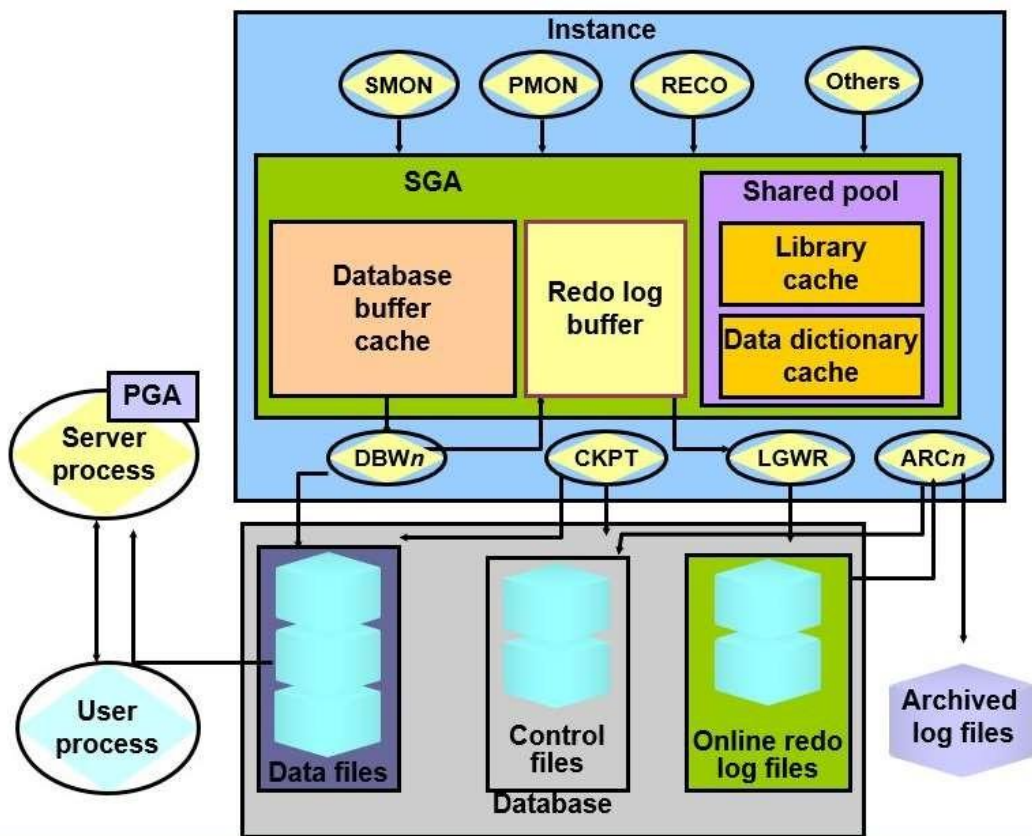 Instance
SMON
PMON
RECO
Others
SGA
Shared pool
Database
buffer
cache
Redo log
buffer
Library
cache
Data dictionary
cache
PGA
Server
process
DBWn
CKPT
LGWR
ARCn
User
process
Data files
Control
files
Online redo
log files
Database
Archived
log files